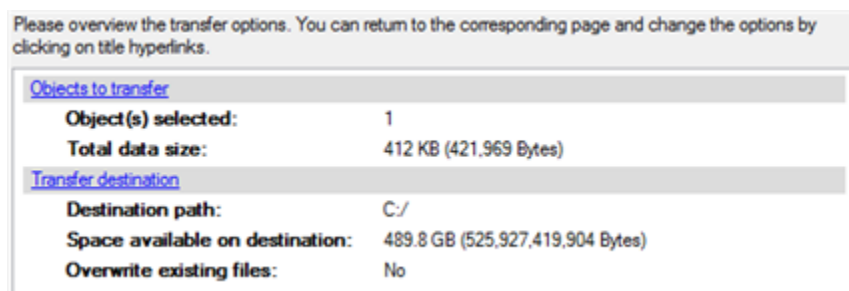 Please overview the transfer options. You can return to the corresponding page and change the options by
clicking on title hyperlinks.
Objects to transfer
Object(s) selected: 1
Total data size: 412 KB (421,969 Bytes)
Transfer destination
Destination path: C:/
Space available on destination: 489.8 GB (525,927,419,904 Bytes)
Overwrite existing files: No